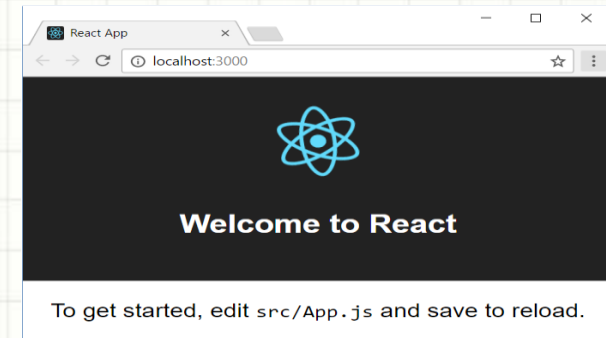 React App
localhost:3000
Welcome to React
To get started, edit src/App.js and save to reload.